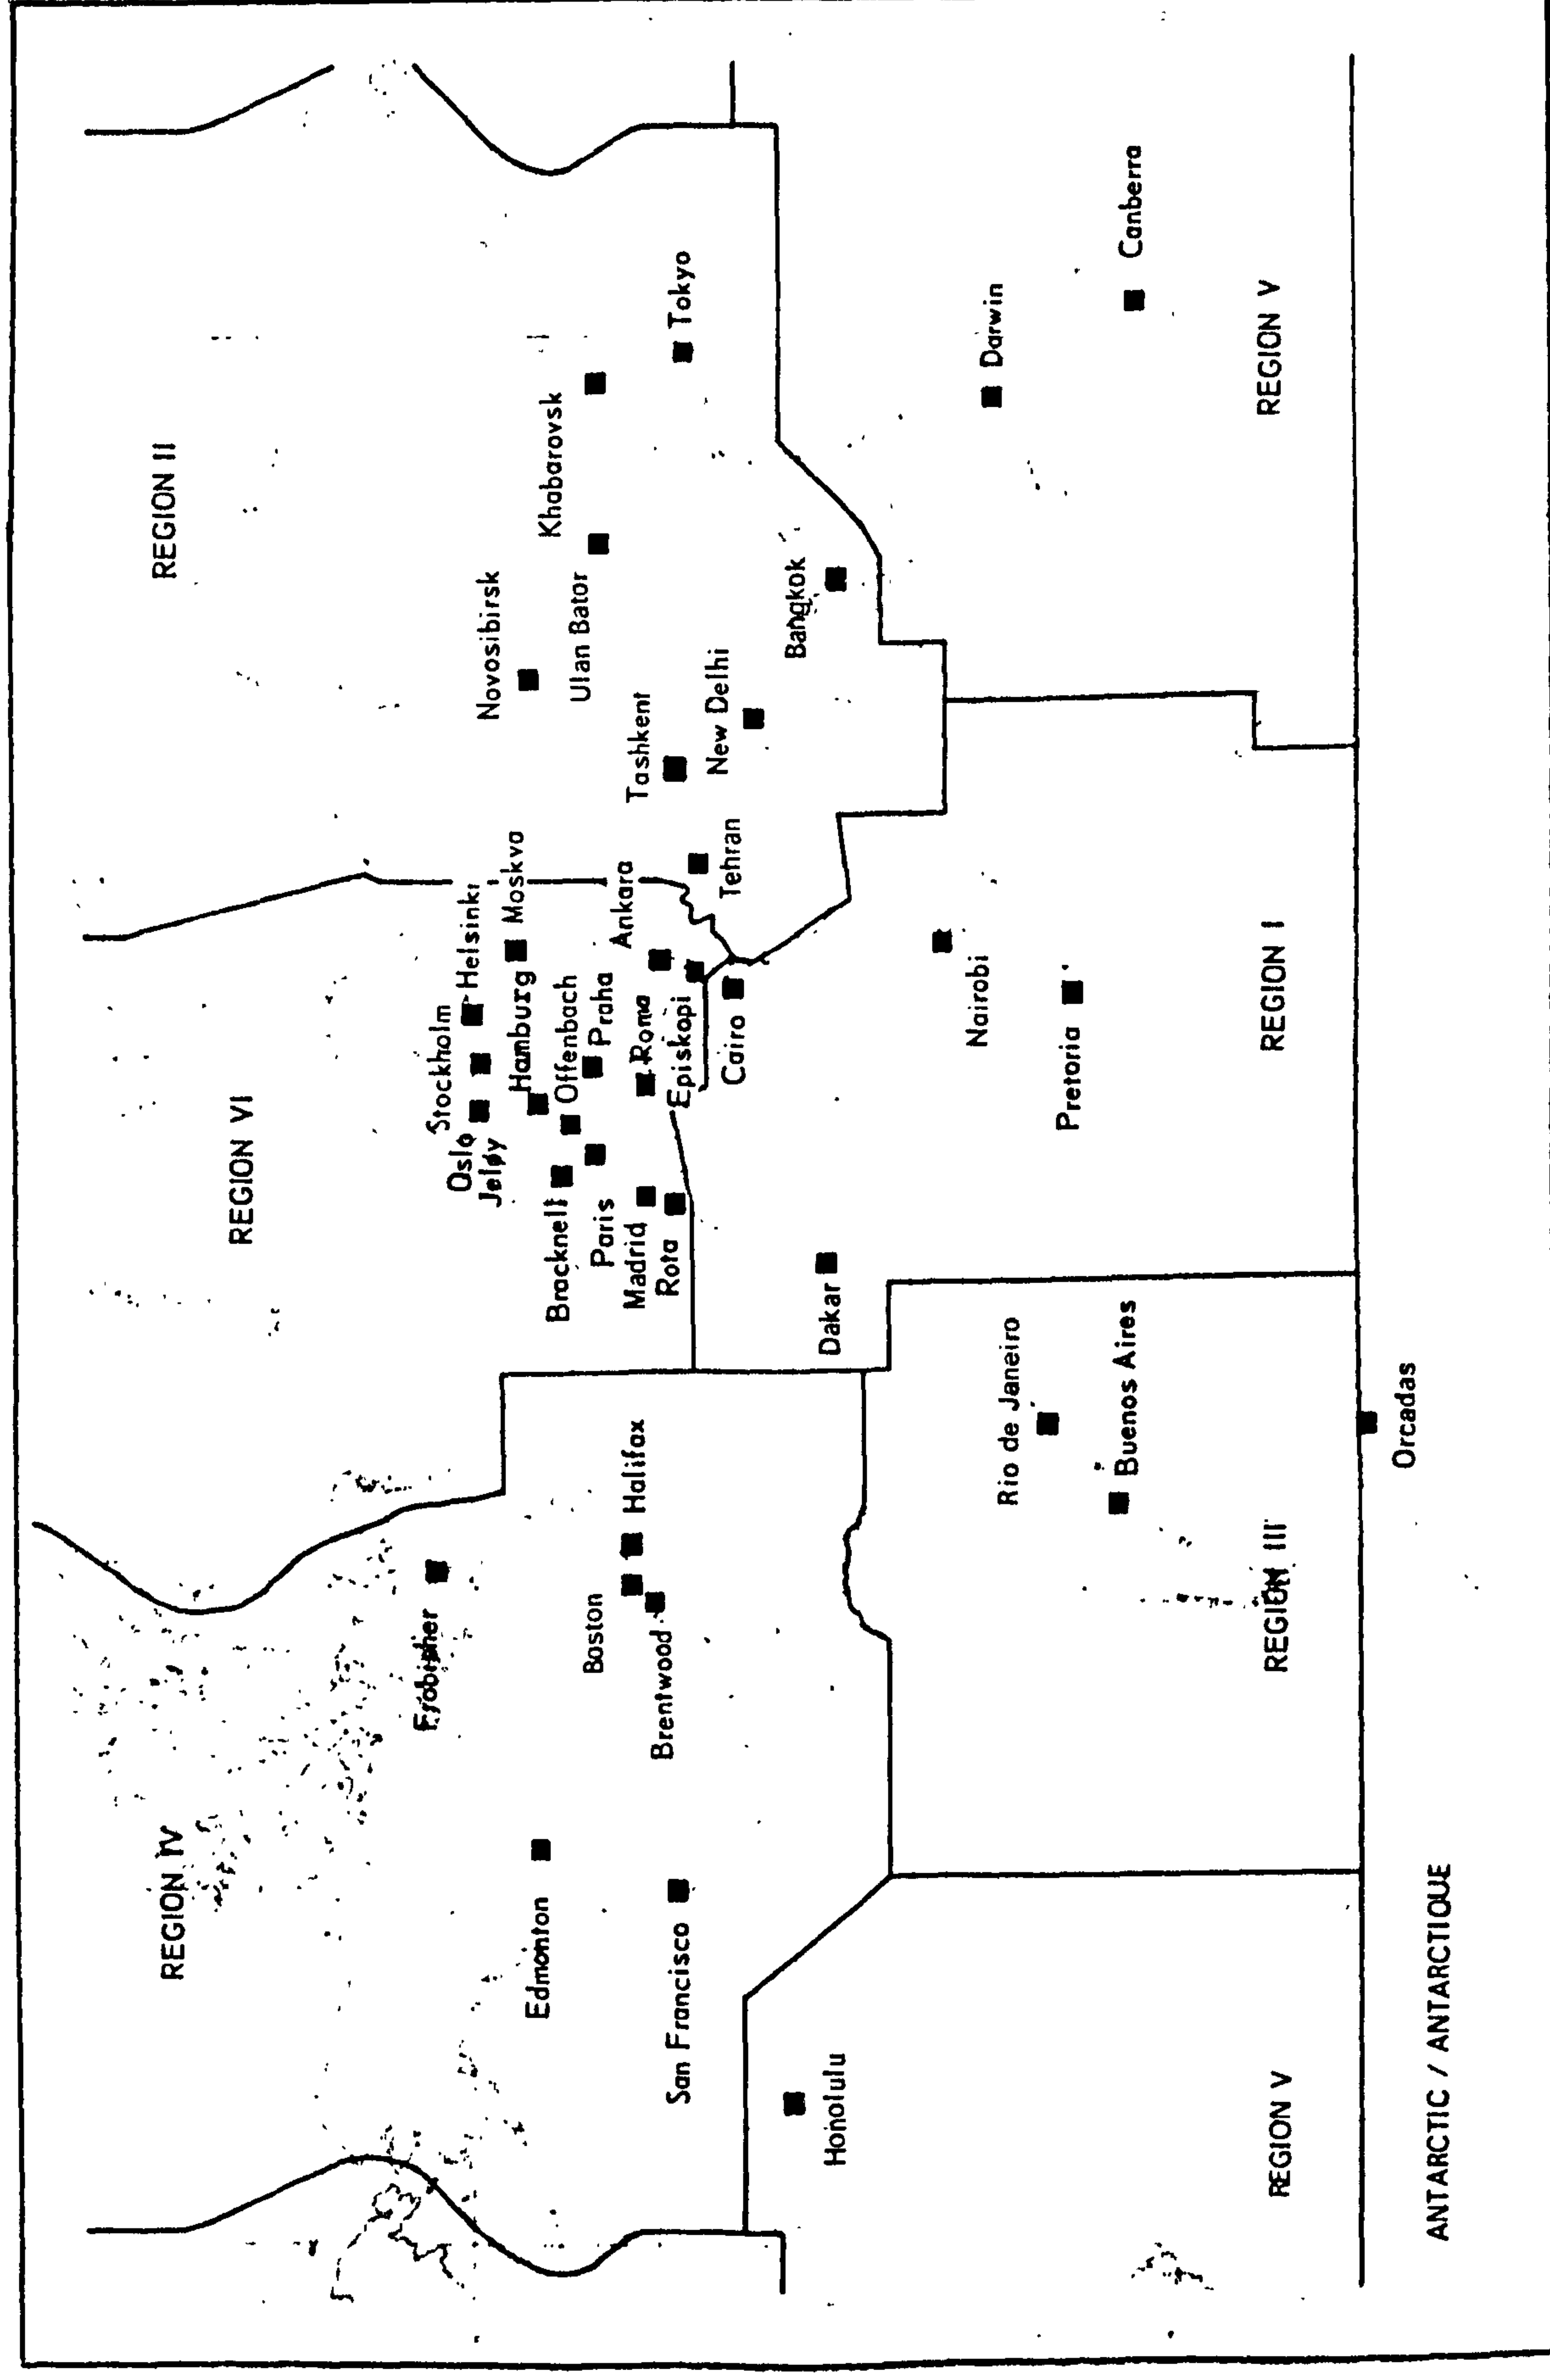 REGION IV
REGION VI
REGION II
Frobisher
Edmonton
San Francisco
Boston
Halifax
Brentwood
Honolulu
Stockholm
Helsinki
Oslo
Jeløy
Hamburg
Moskva
Bracknell
Offenbach
Paris
Praha
Madrid
Roma
Ankara
Rota
Episkopi
Cairo
Tehran
Novosibirsk
Khabarovsk
Ulan Bator
Tashkent
Tokyo
New Delhi
Bangkok
Dakar
Nairobi
Darwin
Rio de Janeiro
Pretoria
Buenos Aires
Canberra
REGION V
REGION III
REGION I
REGION V
Orcadas
ANTARCTIC / ANTARCTIQUE